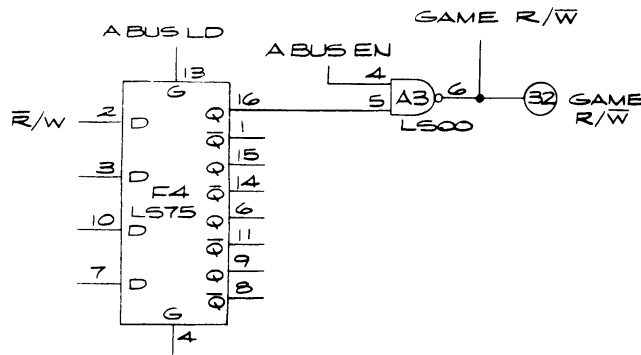 GAME R/W̅
A BUS LD
A BUS EN
13
G
4
6
A3
32
5
LS00
GAME
R/W̅
R̅/W
2
D
Q
16
Q̅
1
3
D
Q
15
F4
LS75
Q̅
14
10
D
Q
6
Q̅
11
7
D
Q
9
Q̅
8
G
4